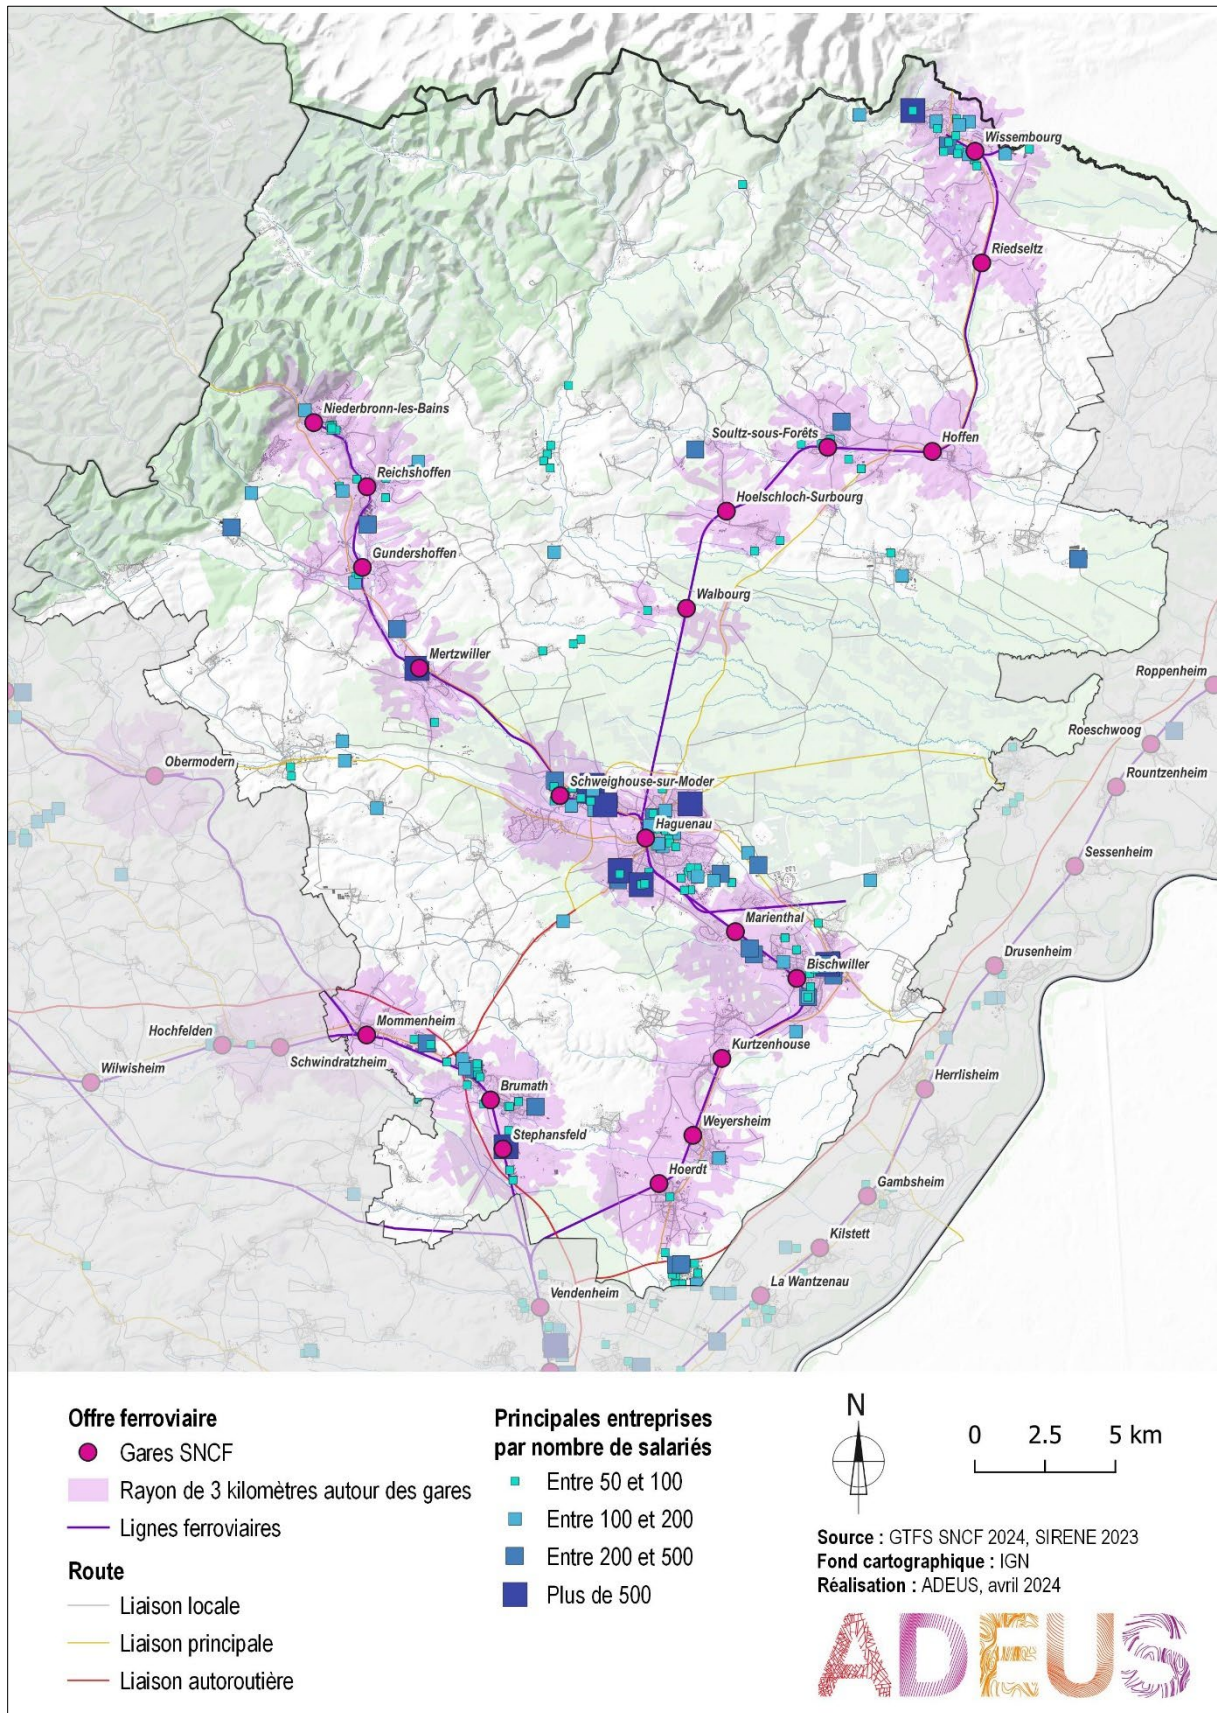 Wissembourg
Riedseltz
Niederbronn-les-Bains
Soultz-sous-Forêts
Hoffen
Reichshoffen
Hoelschloch-Surbourg
Gundershoffen
Walbourg
Mertzwiller
Roppenheim
Roeschwoog
Obermodern
Rountzenheim
Schweighouse-sur-Moder
Haguenau
Sessenheim
Marienthal
Drusenheim
Bischwiller
Mommenheim
Hochfelden
Kurtzenhouse
Schwindratzheim
Wilwisheim
Herrlisheim
Brumath
Weyersheim
Stephansfeld
Hoerdt
Gambsheim
Kilstett
La Wantzenau
Vendenheim
Offre ferroviaire
Gares SNCF
Rayon de 3 kilomètres autour des gares
Lignes ferroviaires
Route
Liaison locale
Liaison principale
Liaison autoroutière
Principales entreprises
par nombre de salariés
Entre 50 et 100
Entre 100 et 200
Entre 200 et 500
Plus de 500
N
0 2.5 5 km
Source : GTFS SNCF 2024, SIRENE 2023
Fond cartographique : IGN
Réalisation : ADEUS, avril 2024
ADEUS